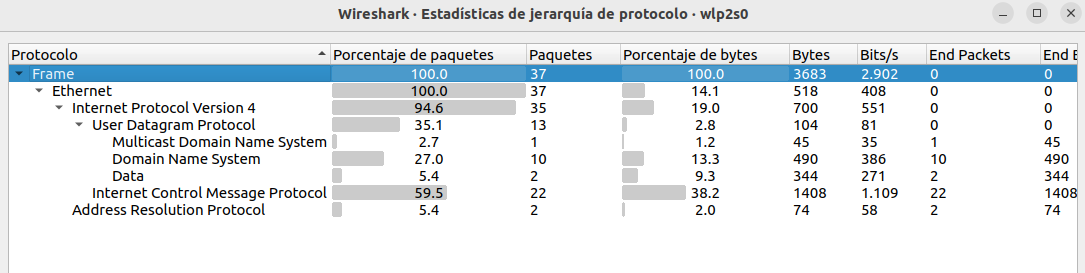 Wireshark · Estadísticas de jerarquía de protocolo · wlp2s0
Protocolo Porcentaje de paquetes Paquetes Porcentaje de bytes Bytes Bits/s End Packets End B
Frame 100.0 37 100.0 3683 2.902 0 0
Ethernet 100.0 37 14.1 518 408 0 0
Internet Protocol Version 4 94.6 35 19.0 700 551 0 0
User Datagram Protocol 35.1 13 2.8 104 81 0 0
Multicast Domain Name System 2.7 1 1.2 45 35 1 45
Domain Name System 27.0 10 13.3 490 386 10 490
Data 5.4 2 9.3 344 271 2 344
Internet Control Message Protocol 59.5 22 38.2 1408 1.109 22 1408
Address Resolution Protocol 5.4 2 2.0 74 58 2 74